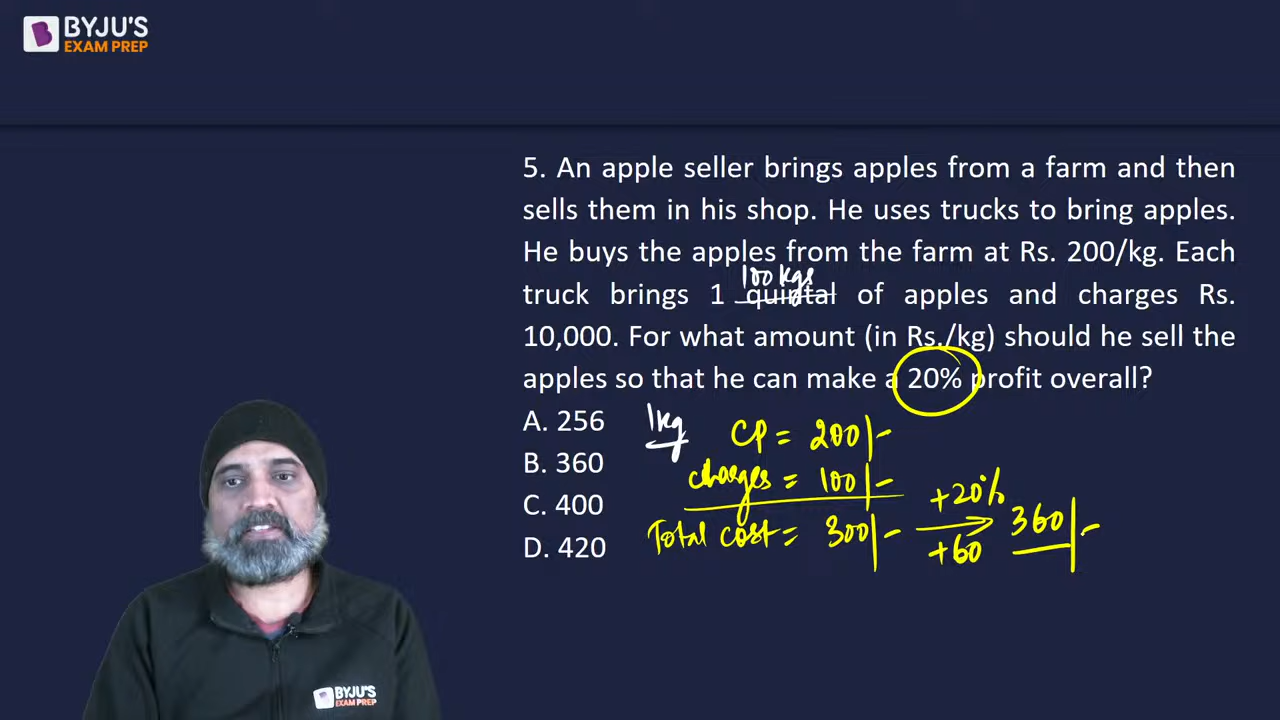 BYJU'S
EXAM PREP
5. An apple seller brings apples from a farm and then
sells them in his shop. He uses trucks to bring apples.
He buys the apples from the farm at Rs. 200/kg. Each
100 kgs
truck brings 1 quintal of apples and charges Rs.
10,000. For what amount (in Rs./kg) should he sell the
apples so that he can make a 20% profit overall?
A. 256
1kg CP = 200/-
B. 360
charges = 100/-
C. 400
+20%
Total cost = 300/- 360/-
D. 420
+60
BYJU'S
EXAM PREP